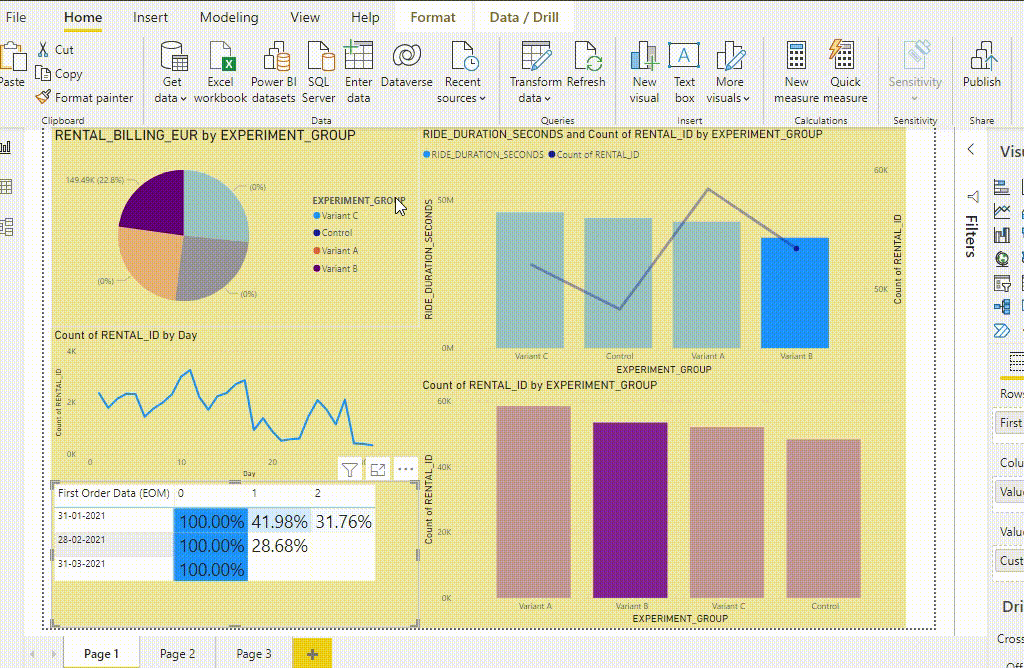 File Home Insert Modeling View Help Format Data / Drill
Paste
Cut
Copy
Format painter
Get data
Excel workbook
Power BI datasets
SQL Server
Enter data
Dataverse
Recent sources
Transform data
Refresh
New visual
Text box
More visuals
New measure
Quick measure
Sensitivity
Publish
Clipboard Data Queries Insert Calculations Sensitivity Share
RENTAL_BILLING_EUR by EXPERIMENT_GROUP
149.49K (22.8%)
(0%)
(0%)
(0%)
EXPERIMENT_GROUP
Variant C
Control
Variant A
Variant B
RIDE_DURATION_SECONDS and Count of RENTAL_ID by EXPERIMENT_GROUP
RIDE_DURATION_SECONDS Count of RENTAL_ID
RIDE_DURATION_SECONDS
50M
0M
60K
50K
Count of RENTAL_ID
Variant C Control Variant A Variant B
EXPERIMENT_GROUP
Count of RENTAL_ID by Day
Count of RENTAL_ID
4K
2K
0K
0 10 20
Day
First Order Data (EOM) 0 1 2
31-01-2021 100.00% 41.98% 31.76%
28-02-2021 100.00% 28.68%
31-03-2021 100.00%
Count of RENTAL_ID by EXPERIMENT_GROUP
Count of RENTAL_ID
60K
40K
20K
0K
Variant A Variant B Variant C Control
EXPERIMENT_GROUP
Filters
Visu
Rows
First
Colu
Value
Value
Cust
Dri
Cross
Off
Page 1 Page 2 Page 3 +